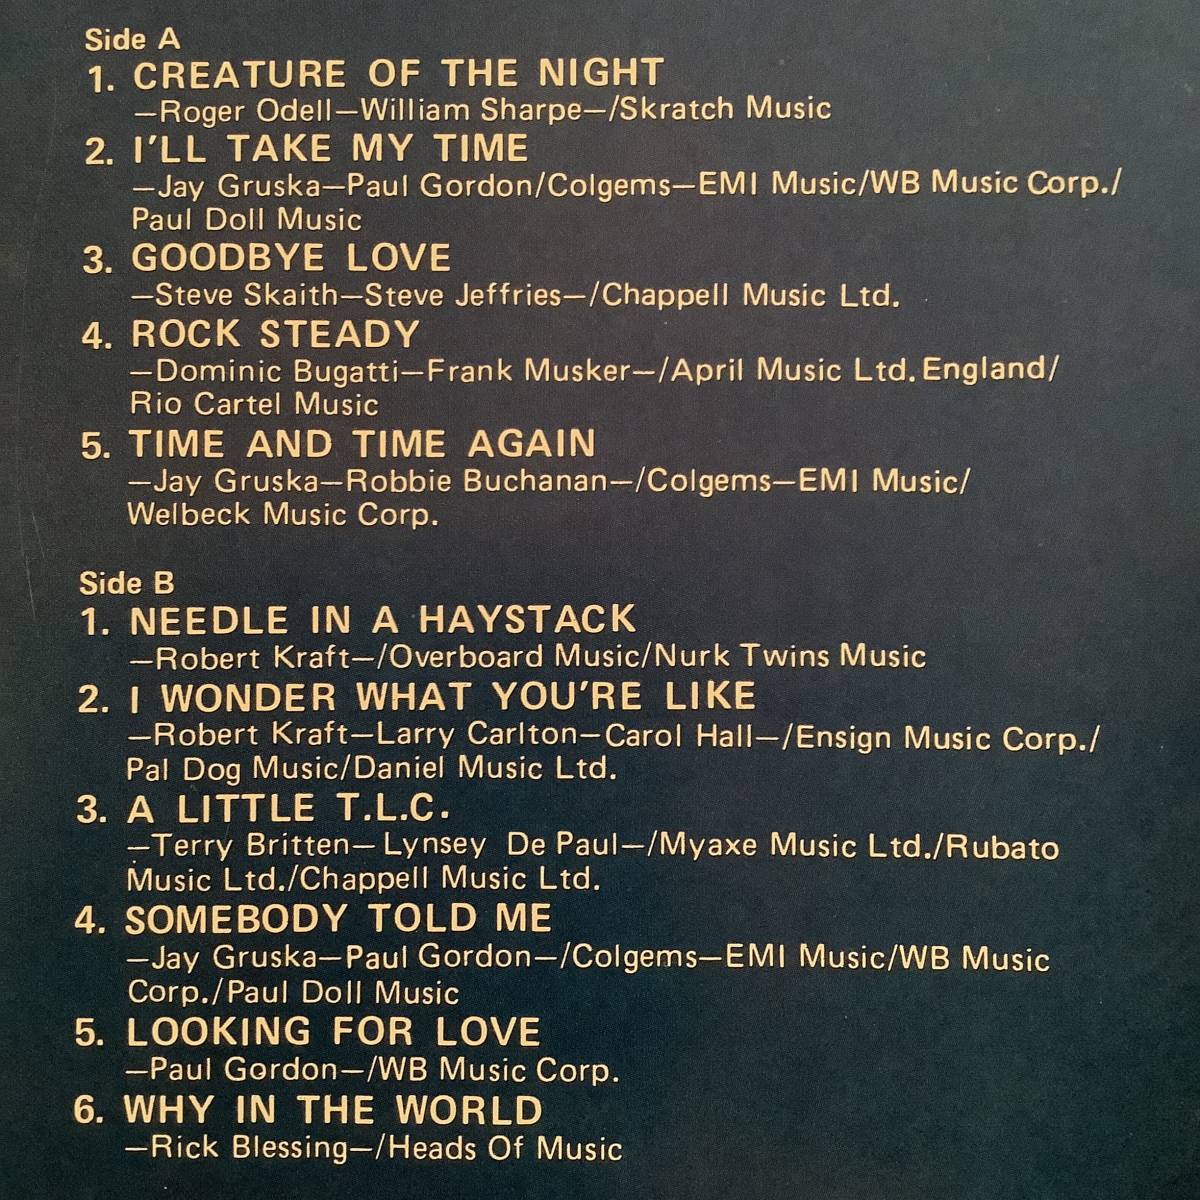 Side A
1. CREATURE OF THE NIGHT
—Roger Odell—William Sharpe—/Skratch Music
2. I'LL TAKE MY TIME
—Jay Gruska—Paul Gordon/Colgems—EMI Music/WB Music Corp./
Paul Doll Music
3. GOODBYE LOVE
—Steve Skaith—Steve Jeffries—/Chappell Music Ltd.
4. ROCK STEADY
—Dominic Bugatti—Frank Musker—/April Music Ltd. England/
Rio Cartel Music
5. TIME AND TIME AGAIN
—Jay Gruska—Robbie Buchanan—/Colgems—EMI Music/
Welbeck Music Corp.
Side B
1. NEEDLE IN A HAYSTACK
—Robert Kraft—/Overboard Music/Nurk Twins Music
2. I WONDER WHAT YOU'RE LIKE
—Robert Kraft—Larry Carlton—Carol Hall—/Ensign Music Corp./
Pal Dog Music/Daniel Music Ltd.
3. A LITTLE T.L.C.
—Terry Britten—Lynsey De Paul—/Myaxe Music Ltd./Rubato
Music Ltd./Chappell Music Ltd.
4. SOMEBODY TOLD ME
—Jay Gruska—Paul Gordon—/Colgems—EMI Music/WB Music
Corp./Paul Doll Music
5. LOOKING FOR LOVE
—Paul Gordon—/WB Music Corp.
6. WHY IN THE WORLD
—Rick Blessing—/Heads Of Music